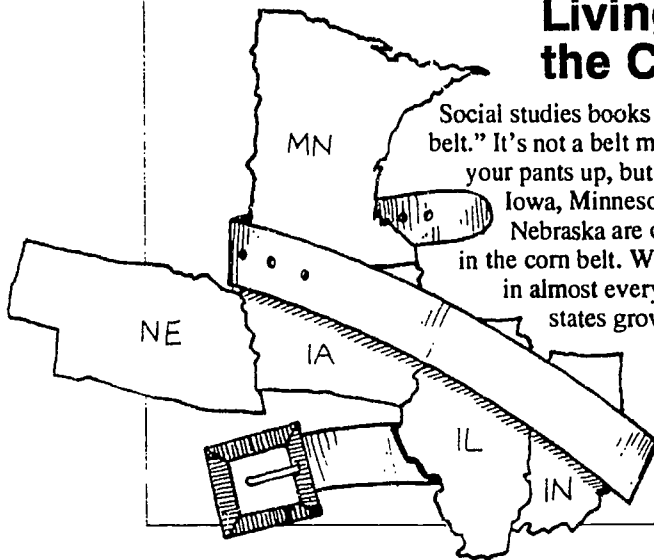 Living
the C
Social studies books
belt.” It's not a belt m
your pants up, but
Iowa, Minneso
Nebraska are o
in the corn belt. W
in almost every
states grov
MN
NE
IA
IL
IN